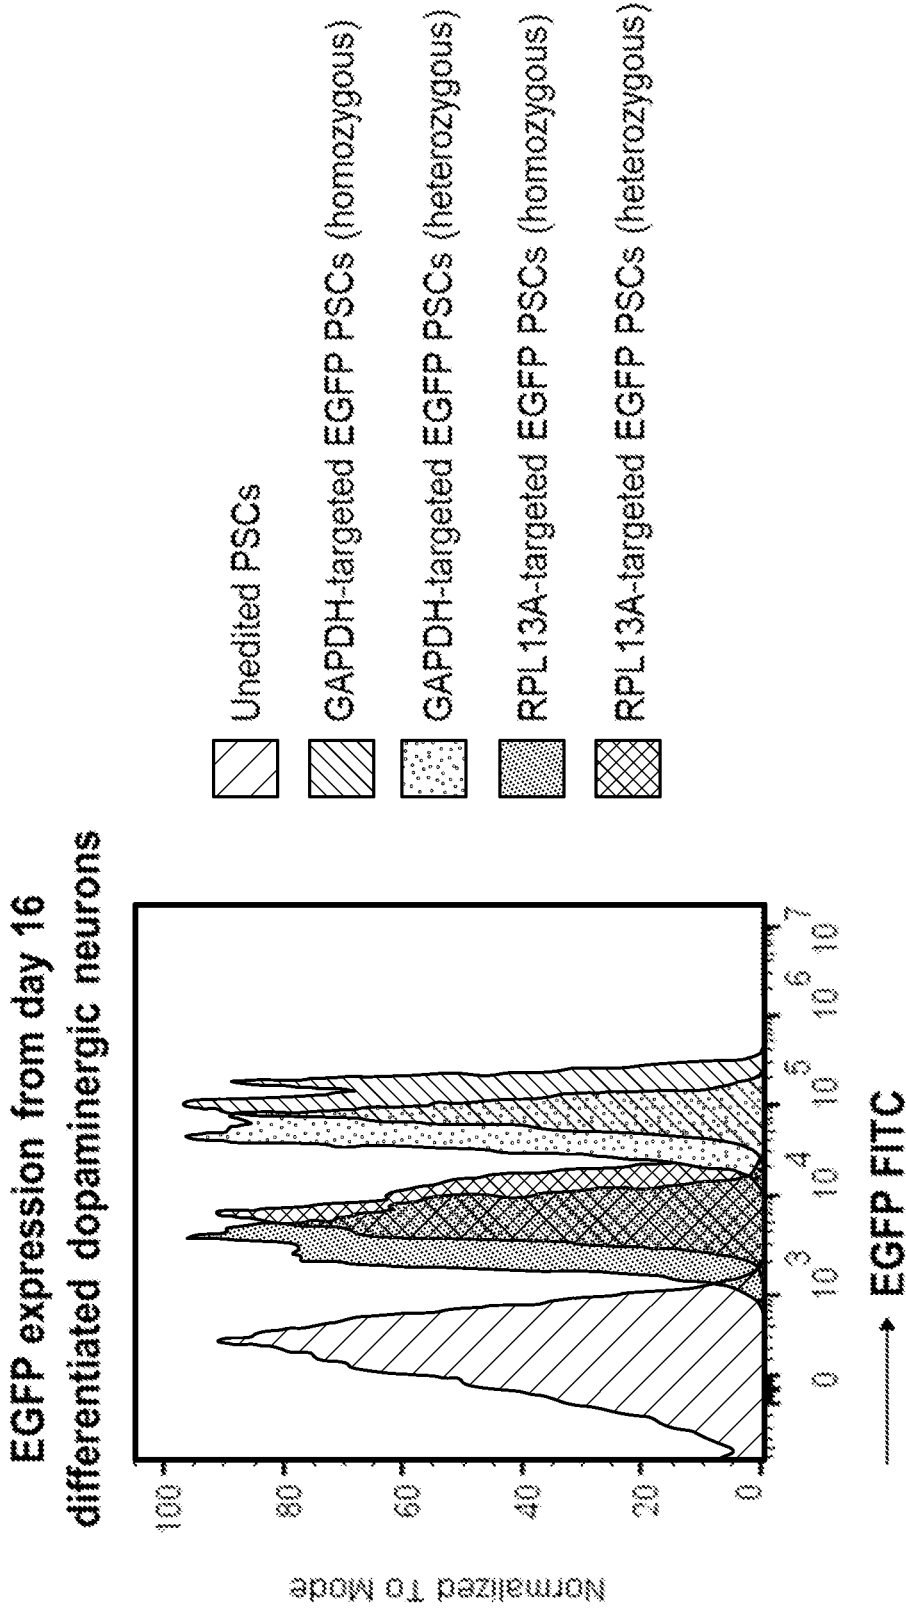 EGFP expression from day 16
differentiated dopaminergic neurons
Normalized To Mode
100
80
60
40
20
0
0
10 3
10 4
10 5
10 6
10 7
EGFP FITC
Unedited PSCs
GAPDH-targeted EGFP PSCs (homozygous)
GAPDH-targeted EGFP PSCs (heterozygous)
RPL13A-targeted EGFP PSCs (homozygous)
RPL13A-targeted EGFP PSCs (heterozygous)